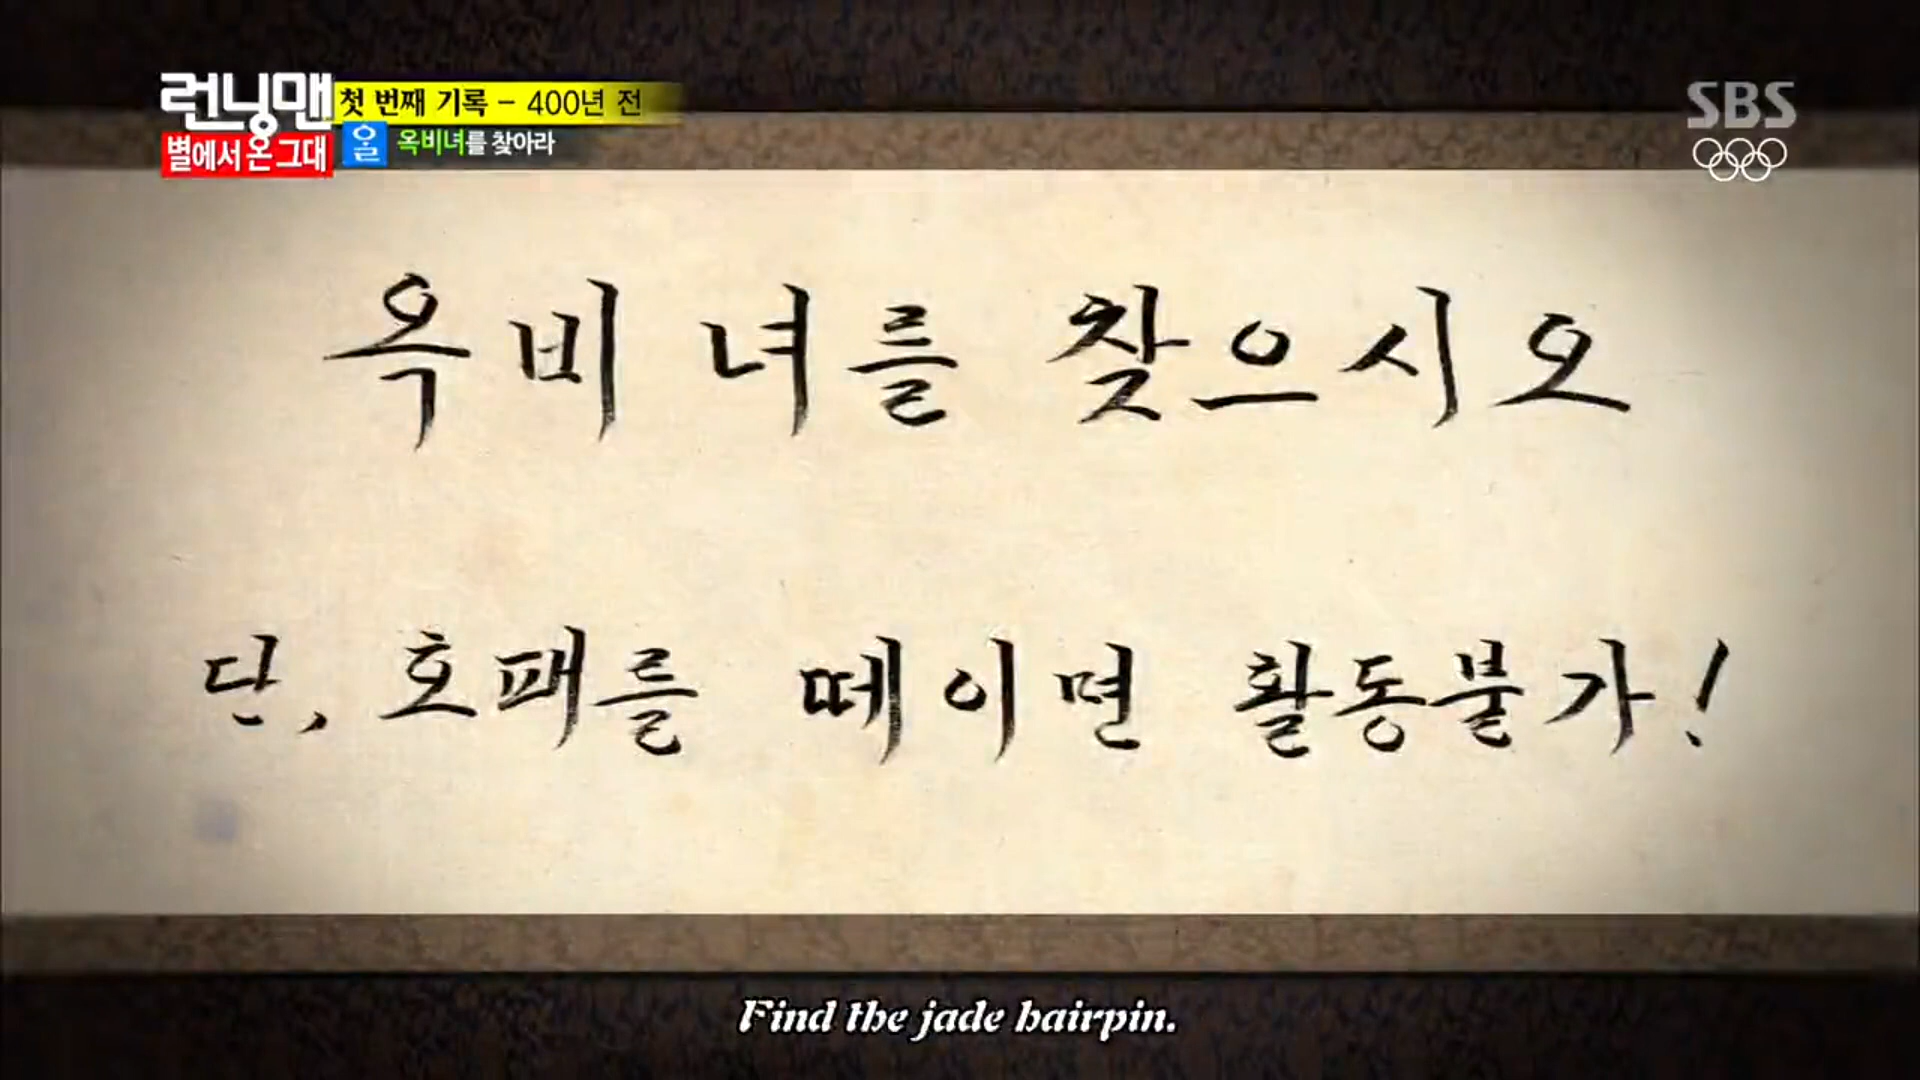 런닝맨 첫 번째 기록 - 400년 전
별에서 온 그대 옥비녀를 찾아라
SBS
옥비녀를 찾으시오
단, 호패를 떼이면 활동불가!
Find the jade hairpin.